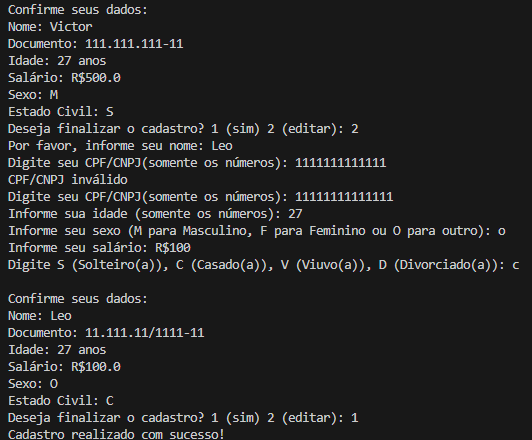 Confirme seus dados:
Nome: Victor
Documento: 111.111.111-11
Idade: 27 anos
Salário: R$500.0
Sexo: M
Estado Civil: S
Deseja finalizar o cadastro? 1 (sim) 2 (editar): 2
Por favor, informe seu nome: Leo
Digite seu CPF/CNPJ(somente os números): 1111111111111
CPF/CNPJ inválido
Digite seu CPF/CNPJ(somente os números): 11111111111111
Informe sua idade (somente os números): 27
Informe seu sexo (M para Masculino, F para Feminino ou O para outro): o
Informe seu salário: R$100
Digite S (Solteiro(a)), C (Casado(a)), V (Viuvo(a)), D (Divorciado(a)): c
Confirme seus dados:
Nome: Leo
Documento: 11.111.11/1111-11
Idade: 27 anos
Salário: R$100.0
Sexo: O
Estado Civil: C
Deseja finalizar o cadastro? 1 (sim) 2 (editar): 1
Cadastro realizado com sucesso!